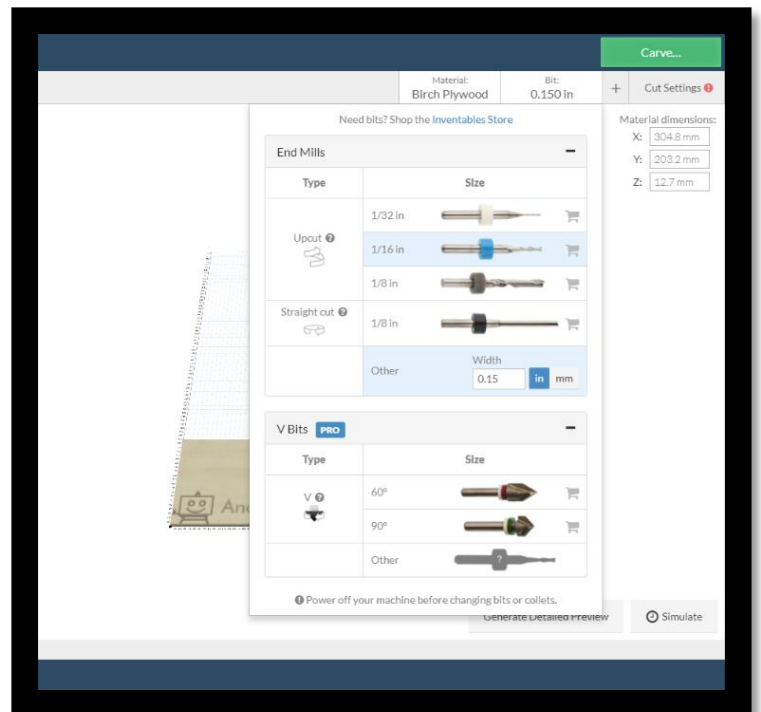 Carve...
Material: Bit:
Birch Plywood 0.150 in + Cut Settings
Need bits? Shop the Inventables Store
Material dimensions:
X: 304.8 mm
Y: 203.2 mm
Z: 12.7 mm
End Mills
Type Size
Upcut
1/32 in
1/16 in
1/8 in
Straight cut
1/8 in
Other Width
0.15 in mm
V Bits PRO
Type Size
V
60°
90°
Other ?
Power off your machine before changing bits or collets.
Generate Detailed Preview Simulate